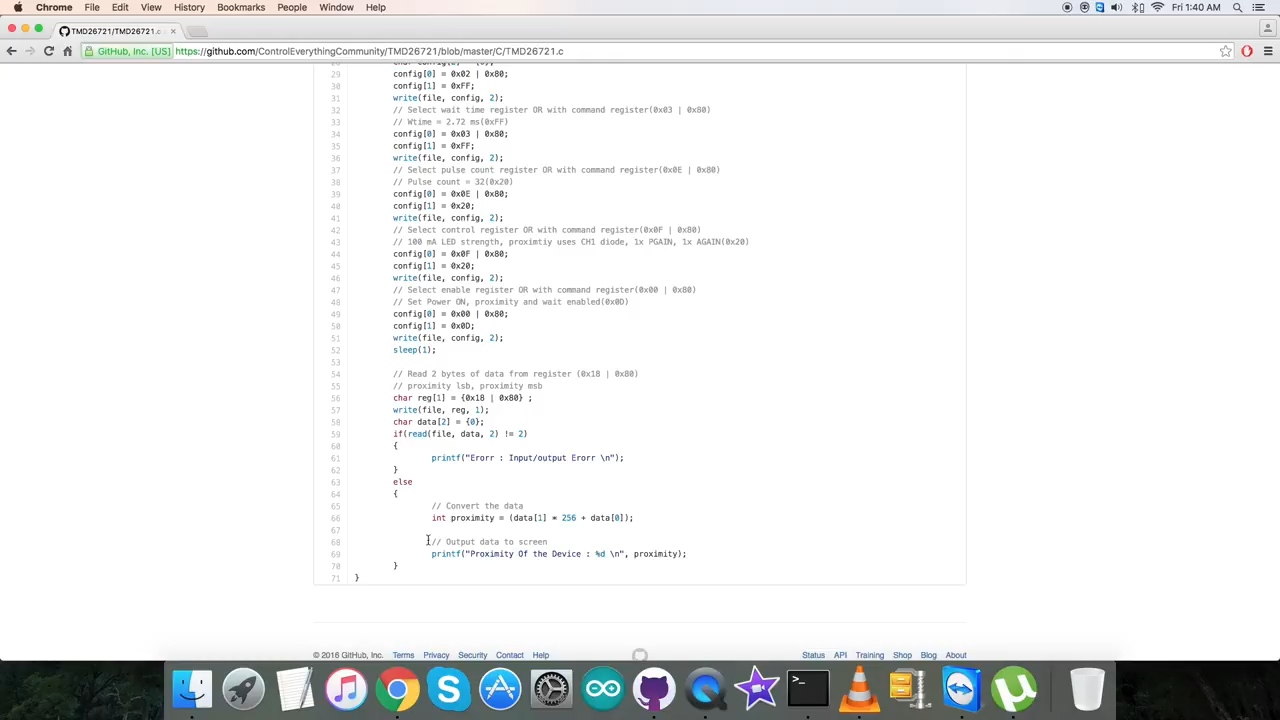 Chrome File Edit View History Bookmarks People Window Help Fri 1:40 AM
TMD26721/TMD26721.c
GitHub, Inc. [US] https://github.com/ControlEverythingCommunity/TMD26721/blob/master/C/TMD26721.c
29 config[0] = 0x02 | 0x80;
30 config[1] = 0xFF;
31 write(file, config, 2);
32 // Select wait time register OR with command register(0x03 | 0x80)
33 // Wtime = 2.72 ms(0xFF)
34 config[0] = 0x03 | 0x80;
35 config[1] = 0xFF;
36 write(file, config, 2);
37 // Select pulse count register OR with command register(0x0E | 0x80)
38 // Pulse count = 32(0x20)
39 config[0] = 0x0E | 0x80;
40 config[1] = 0x20;
41 write(file, config, 2);
42 // Select control register OR with command register(0x0F | 0x80)
43 // 100 mA LED strength, proximtiy uses CH1 diode, 1x PGAIN, 1x AGAIN(0x20)
44 config[0] = 0x0F | 0x80;
45 config[1] = 0x20;
46 write(file, config, 2);
47 // Select enable register OR with command register(0x00 | 0x80)
48 // Set Power ON, proximity and wait enabled(0x0D)
49 config[0] = 0x00 | 0x80;
50 config[1] = 0x0D;
51 write(file, config, 2);
52 sleep(1);
53
54 // Read 2 bytes of data from register (0x18 | 0x80)
55 // proximity lsb, proximity msb
56 char reg[1] = {0x18 | 0x80} ;
57 write(file, reg, 1);
58 char data[2] = {0};
59 if(read(file, data, 2) != 2)
60 {
61 printf("Erorr : Input/output Erorr \n");
62 }
63 else
64 {
65 // Convert the data
66 int proximity = (data[1] * 256 + data[0]);
67
68 // Output data to screen
69 printf("Proximity Of the Device : %d \n", proximity);
70 }
71 }
© 2016 GitHub, Inc. Terms Privacy Security Contact Help Status API Training Shop Blog About